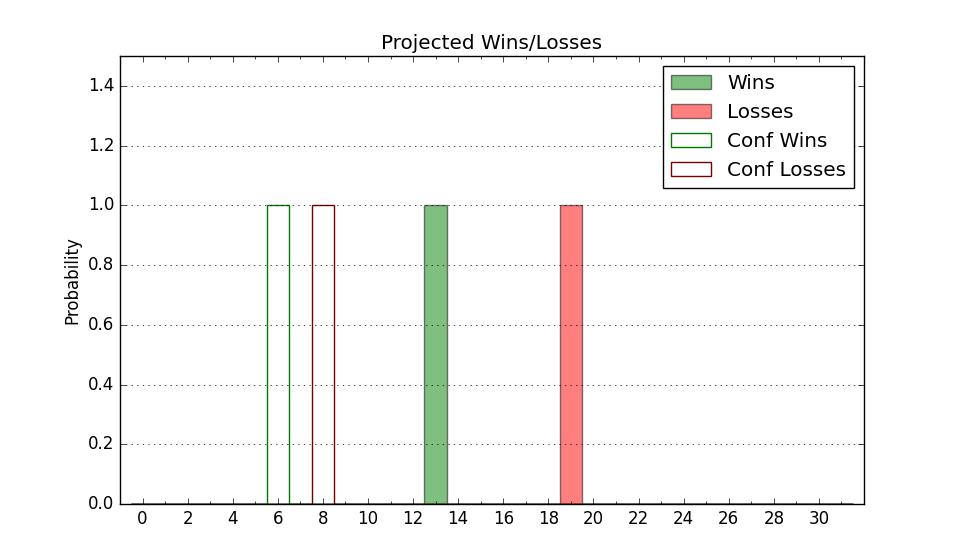 Projected Wins/Losses
Wins
Losses
Conf Wins
Conf Losses
Probability
1.4
1.2
1.0
0.8
0.6
0.4
0.2
0.0
0 2 4 6 8 10 12 14 16 18 20 22 24 26 28 30